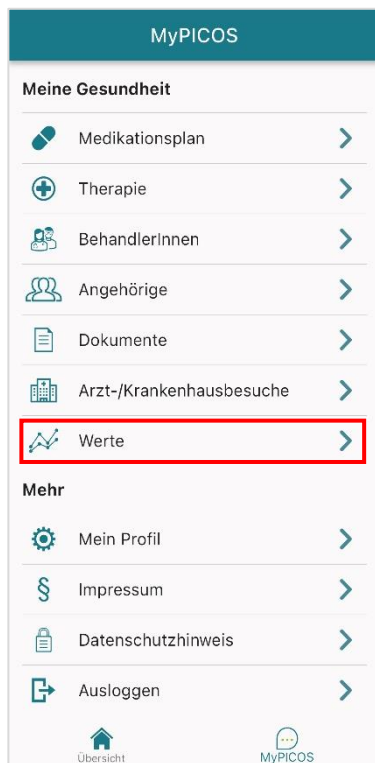 MyPICOS
Meine Gesundheit
Medikationsplan
Therapie
BehandlerInnen
Angehörige
Dokumente
Arzt-/Krankenhausbesuche
Werte
Mehr
Mein Profil
§ Impressum
Datenschutzhinweis
Ausloggen
Übersicht MyPICOS